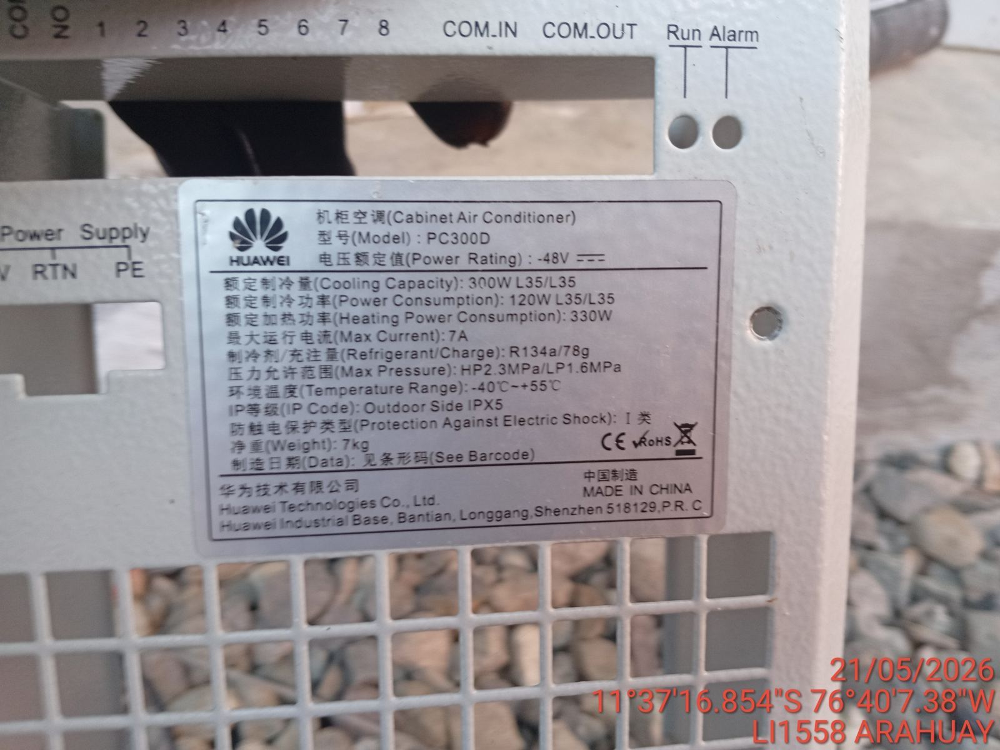 NO 1 2 3 4 5 6 7 8 COM_IN COM_OUT Run Alarm
Power Supply
V RTN PE
HUAWEI
机柜空调(Cabinet Air Conditioner)
型号(Model) : PC300D
电压额定值(Power Rating) : -48V
额定制冷量(Cooling Capacity): 300W L35/L35
额定制冷功率(Power Consumption): 120W L35/L35
额定加热功率(Heating Power Consumption): 330W
最大运行电流(Max Current): 7A
制冷剂/充注量(Refrigerant/Charge): R134a/78g
压力允许范围(Max Pressure): HP2.3MPa/LP1.6MPa
环境温度(Temperature Range): -40℃~+55℃
IP等级(IP Code): Outdoor Side IPX5
防触电保护类型(Protection Against Electric Shock): I 类
净重(Weight): 7kg
CE RoHS
制造日期(Data): 见条形码(See Barcode)
华为技术有限公司
中国制造
MADE IN CHINA
Huawei Technologies Co., Ltd.
Huawei Industrial Base, Bantian, Longgang,Shenzhen 518129,P.R. C
21/05/2026
11°37'16.854"S 76°40'7.38"W
LI1558 ARAHUAY